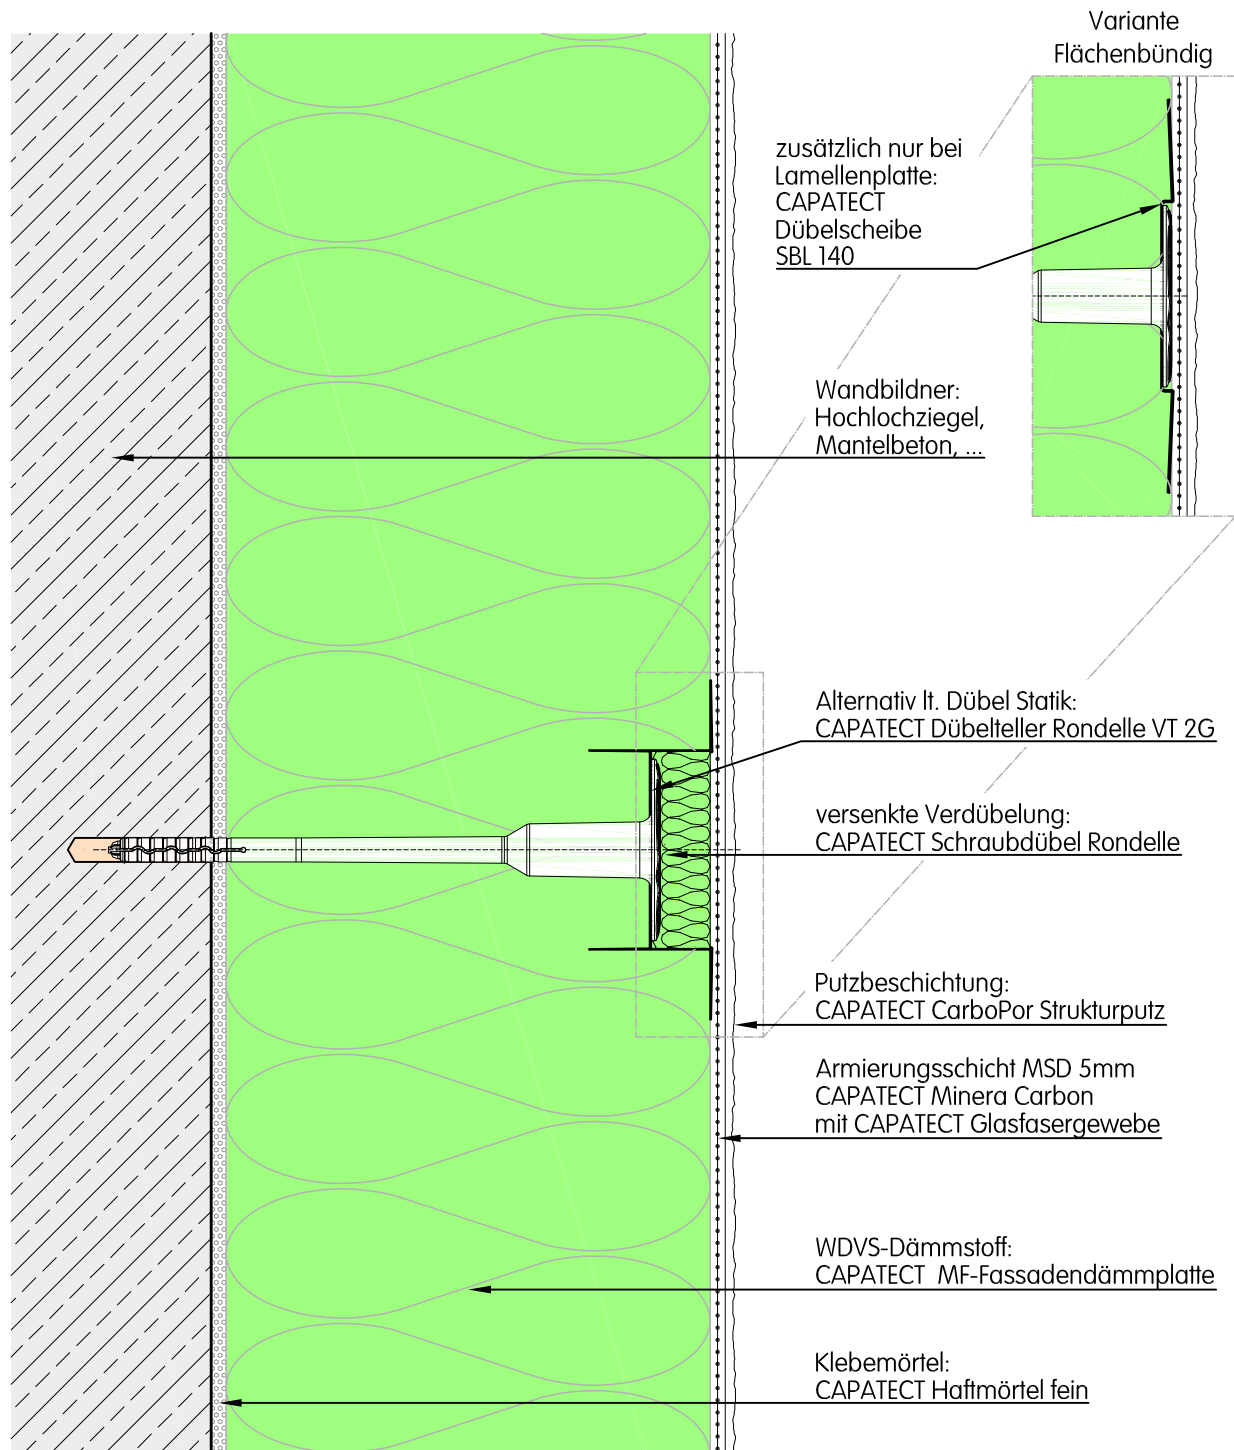 Variante
Flächenbündig
zusätzlich nur bei
Lamellenplatte:
CAPATECT
Dübelscheibe
SBL 140
Wandbildner:
Hochlochziegel,
Mantelbeton, ...
Alternativ lt. Dübel Statik:
CAPATECT Dübelteller Rondelle VT 2G
versenkte Verdübelung:
CAPATECT Schraubdübel Rondelle
Putzbeschichtung:
CAPATECT CarboPor Strukturputz
Armierungsschicht MSD 5mm
CAPATECT Minera Carbon
mit CAPATECT Glasfasergewebe
WDVS-Dämmstoff:
CAPATECT MF-Fassadendämmplatte
Klebemörtel:
CAPATECT Haftmörtel fein